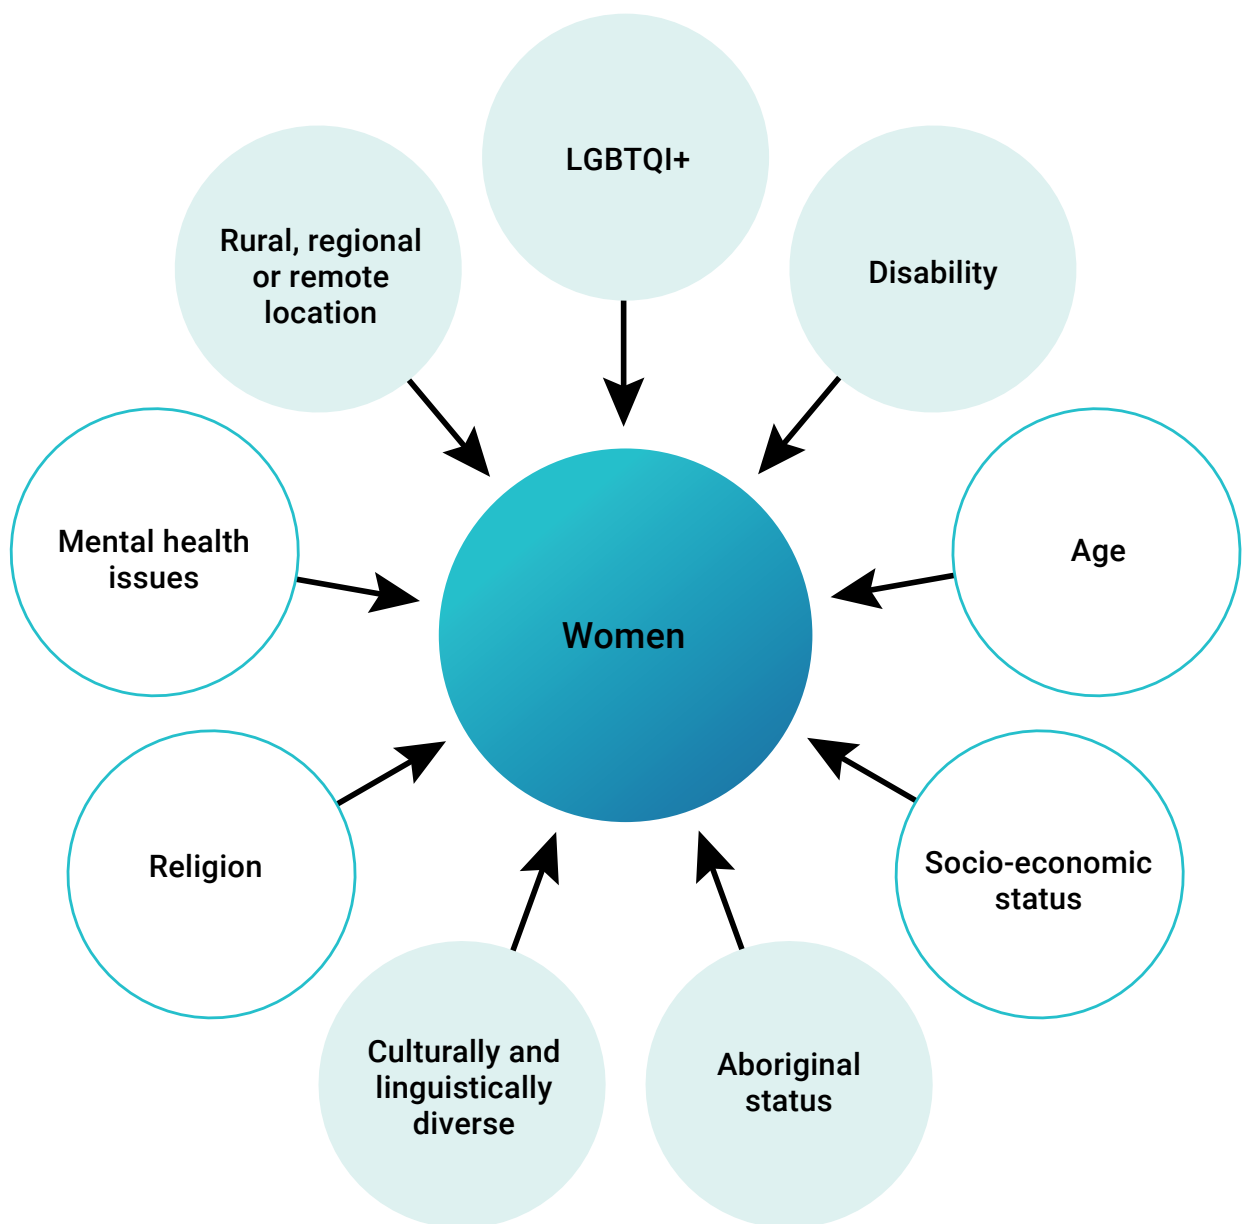 LGBTQI+
Rural, regional
or remote
location
Disability
Mental health
issues
Age
Women
Religion
Socio-economic
status
Culturally and
linguistically
diverse
Aboriginal
status